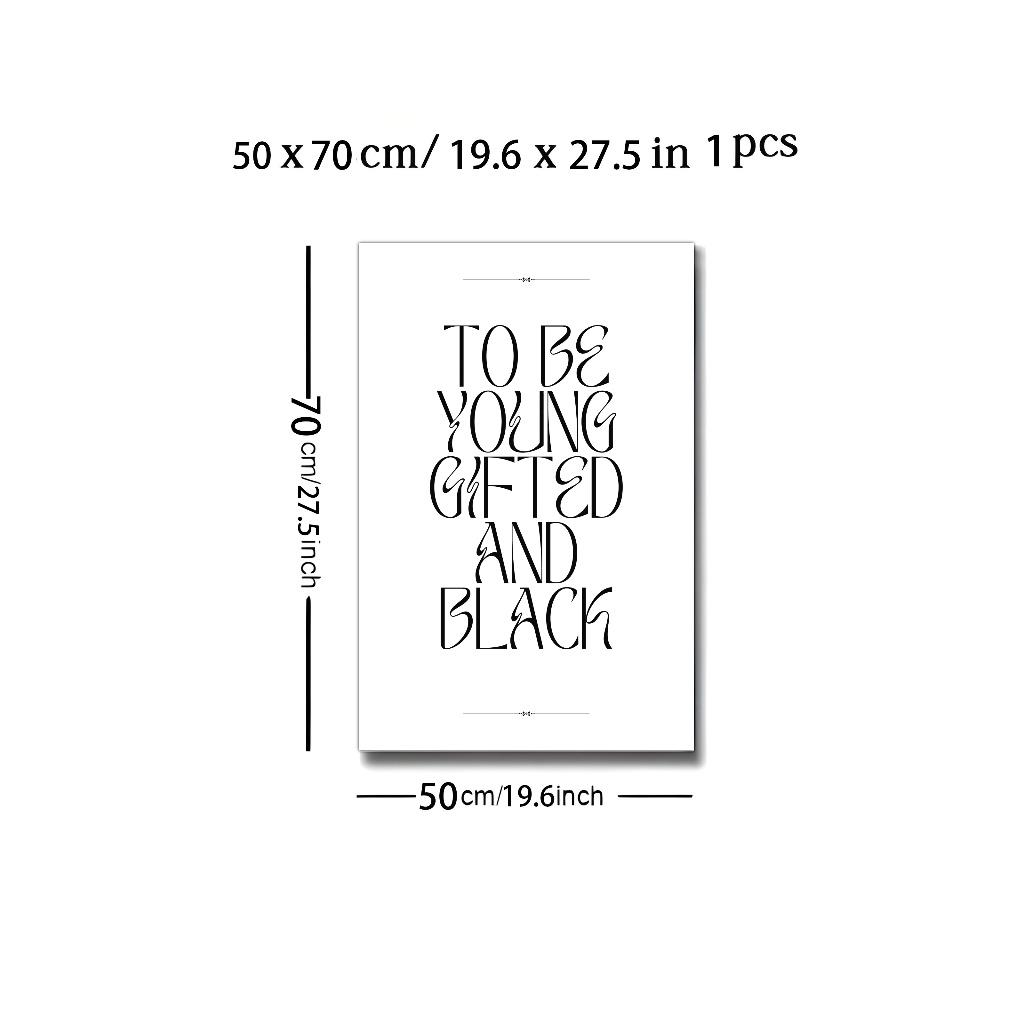 50 x 70 cm/ 19.6 x 27.5 in 1 pcs
TO BE
YOUNG
GIFTED
AND
BLACK
70 cm/27.5 inch
50 cm/19.6 inch